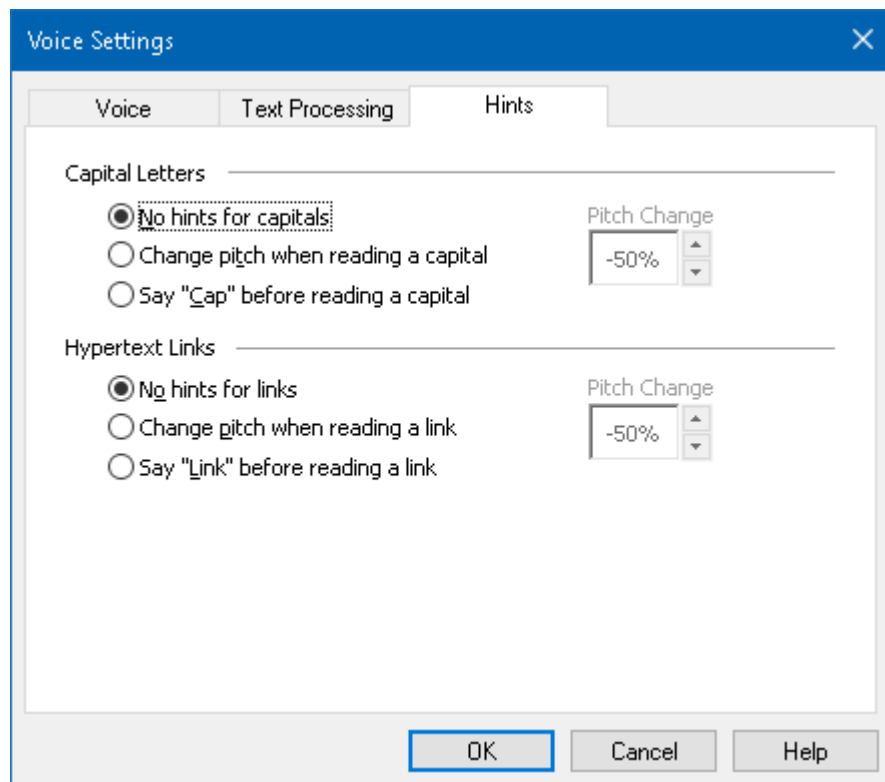 Voice Settings
Voice Text Processing Hints
Capital Letters
No hints for capitals Pitch Change
Change pitch when reading a capital -50%
Say "Cap" before reading a capital
Hypertext Links
No hints for links Pitch Change
Change pitch when reading a link -50%
Say "Link" before reading a link
OK Cancel Help